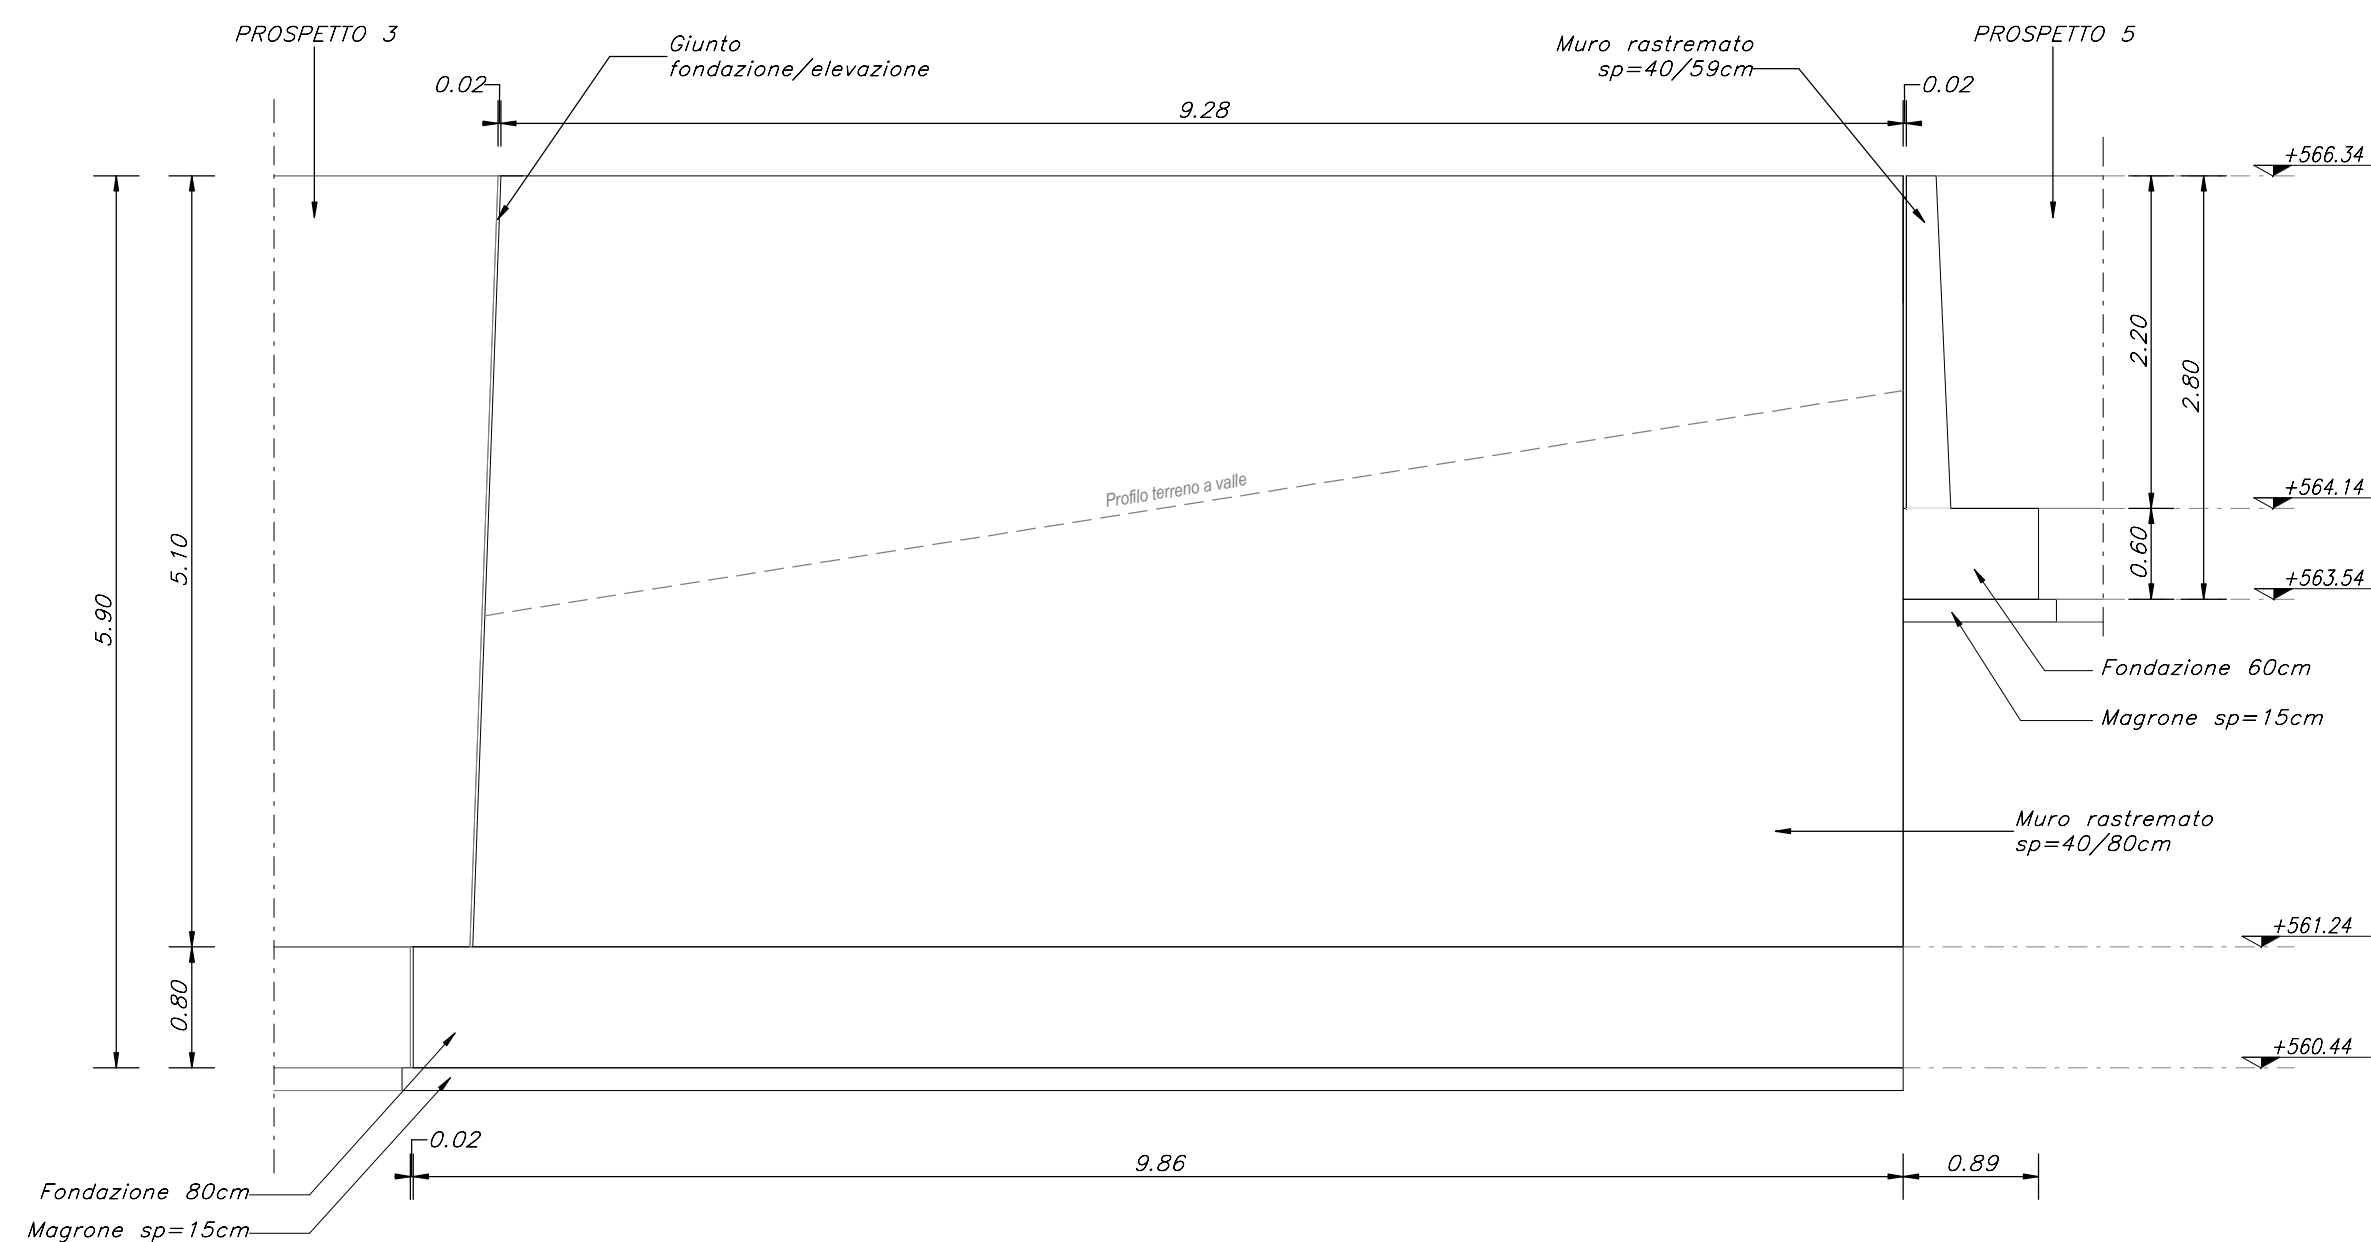 PROSPETTO 3
Giunto
fondazione/elevazione
Muro rastremato
sp=40/59cm
PROSPETTO 5
0.02
9.28
0.02
+566.34
2.20
2.80
Profilo terreno a valle
+564.14
5.10
0.60
5.90
+563.54
Fondazione 60cm
Magrone sp=15cm
Muro rastremato
sp=40/80cm
+561.24
0.80
+560.44
0.02
9.86
0.89
Fondazione 80cm
Magrone sp=15cm